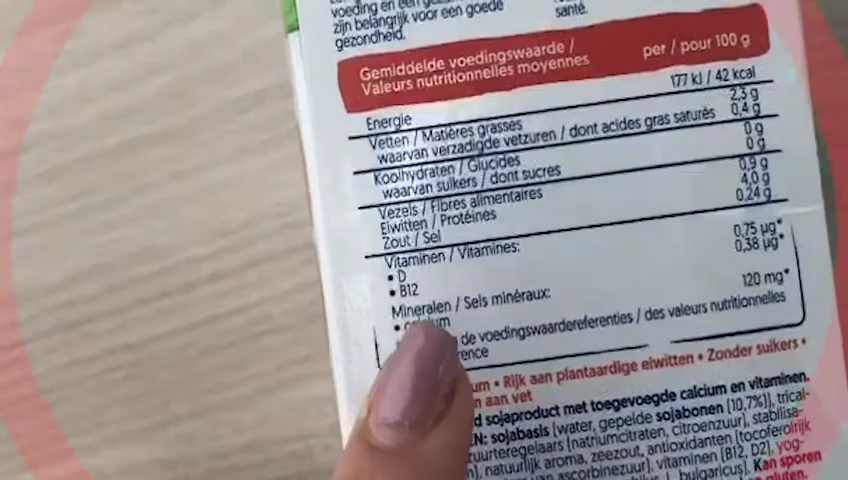 voeding en een
zijn belangrijk voor een goede
gezondheid.
santé.
Gemiddelde voedingswaarde /
Valeurs nutritionnelles moyennes
per / pour 100 g
Energie 177 kJ / 42 kcal
Vetten / Matières grasses 2,3 g
waarvan verzadigde vetzuren / dont acides gras saturés 0,4 g
Koolhydraten / Glucides 0 g
waarvan suikers / dont sucres 0 g
Vezels / Fibres alimentaires 0,9 g
Eiwitten / Protéines 4,0 g
Zout / Sel 0,24 g
Vitaminen / Vitamines:
• D 0,75 µg*
• B12 0,38 µg*
Mineralen / Sels minéraux:
• calcium 120 mg*
de voedingswaardereferenties / des valeurs nutritionnelles
• Rijk aan plantaardige eiwitten • Zonder suikers •
aan vet
sojaproduct met toegevoegde calcium en vitaminen.
sojabasis (water, gepelde sojabonen (10,7%)), trical-
(natriumcitraten, citroenzuur), stabilisa-
natuurlijk aroma, zeezout, antioxidanten (tocoferolrijk
ascorbinezuur), vitaminen (B12, D2), yog-
bulgaricus). Kan sporen
gluten.